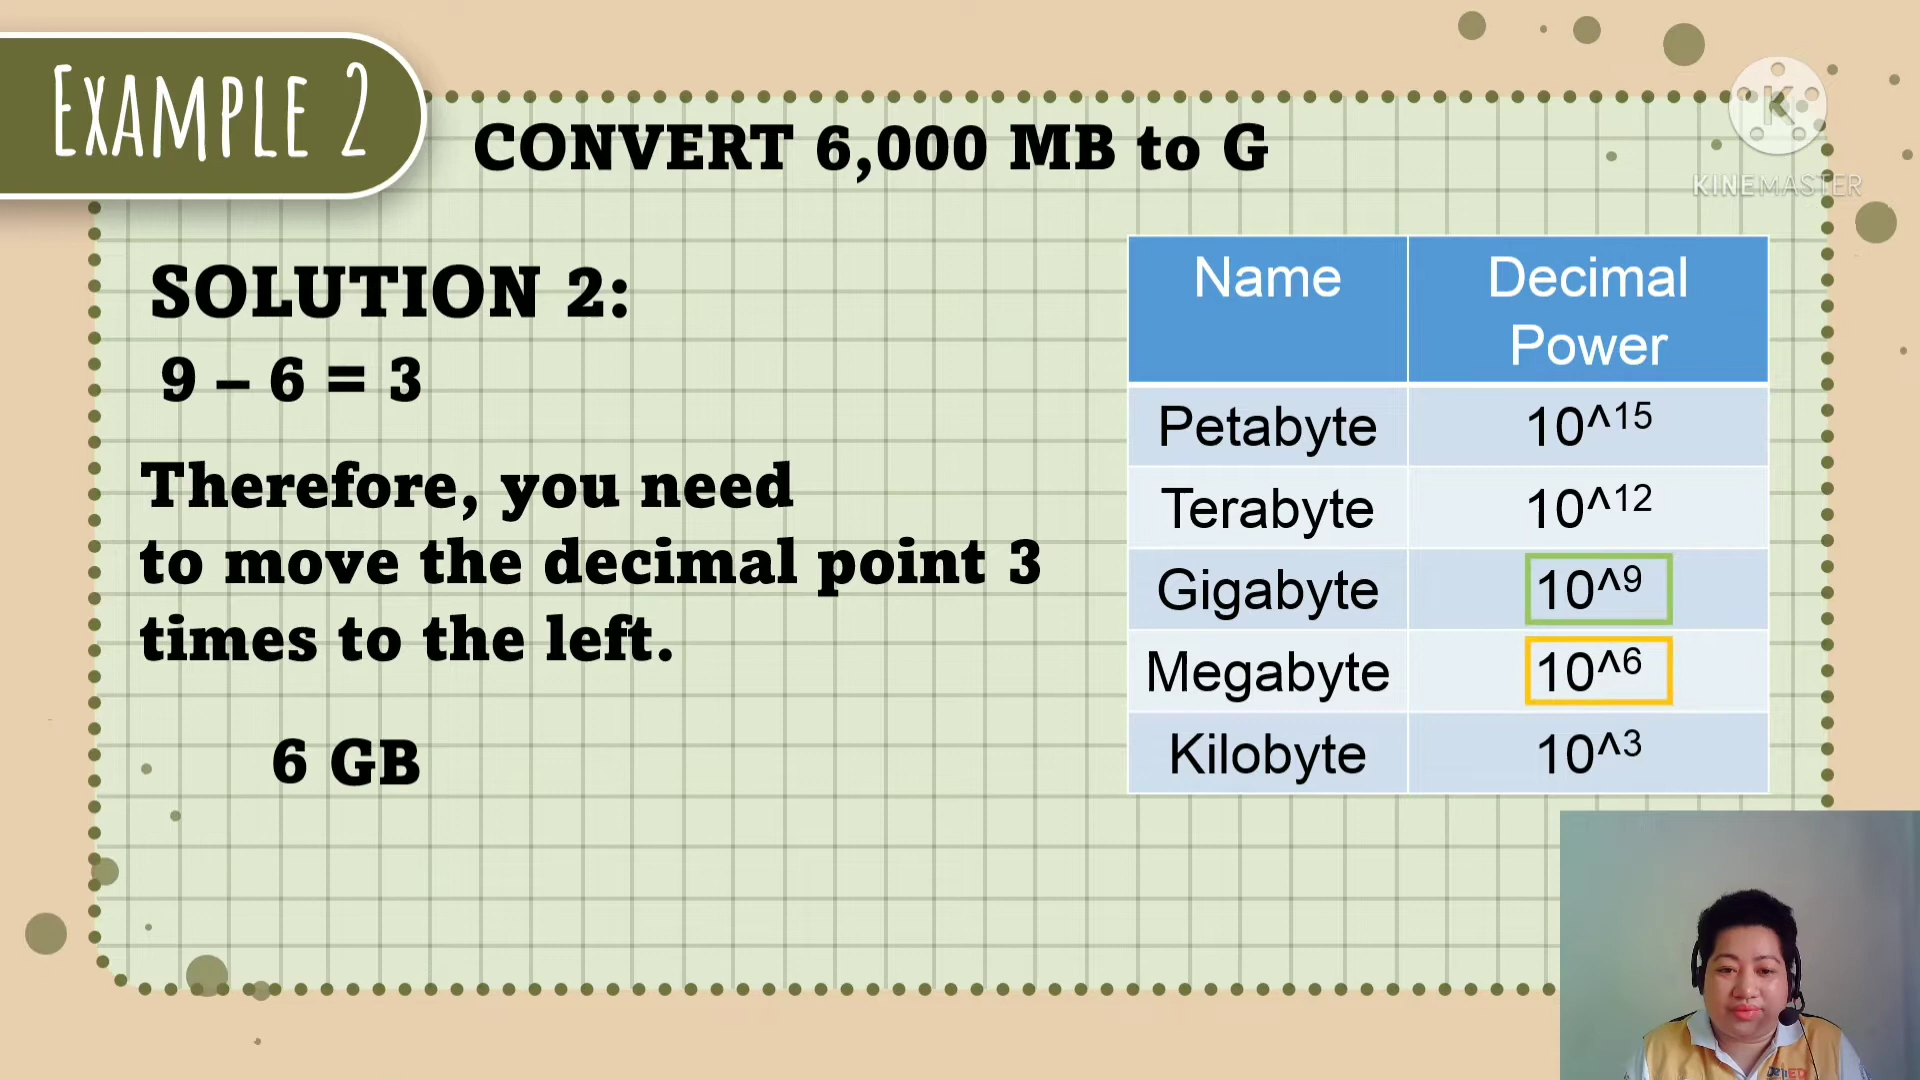 EXAMPLE 2
CONVERT 6,000 MB to G
KINEMASTER
SOLUTION 2:
9 – 6 = 3
Therefore, you need
to move the decimal point 3
times to the left.
6 GB
Name
Decimal
Power
Petabyte
10^15
Terabyte
10^12
Gigabyte
10^9
Megabyte
10^6
Kilobyte
10^3